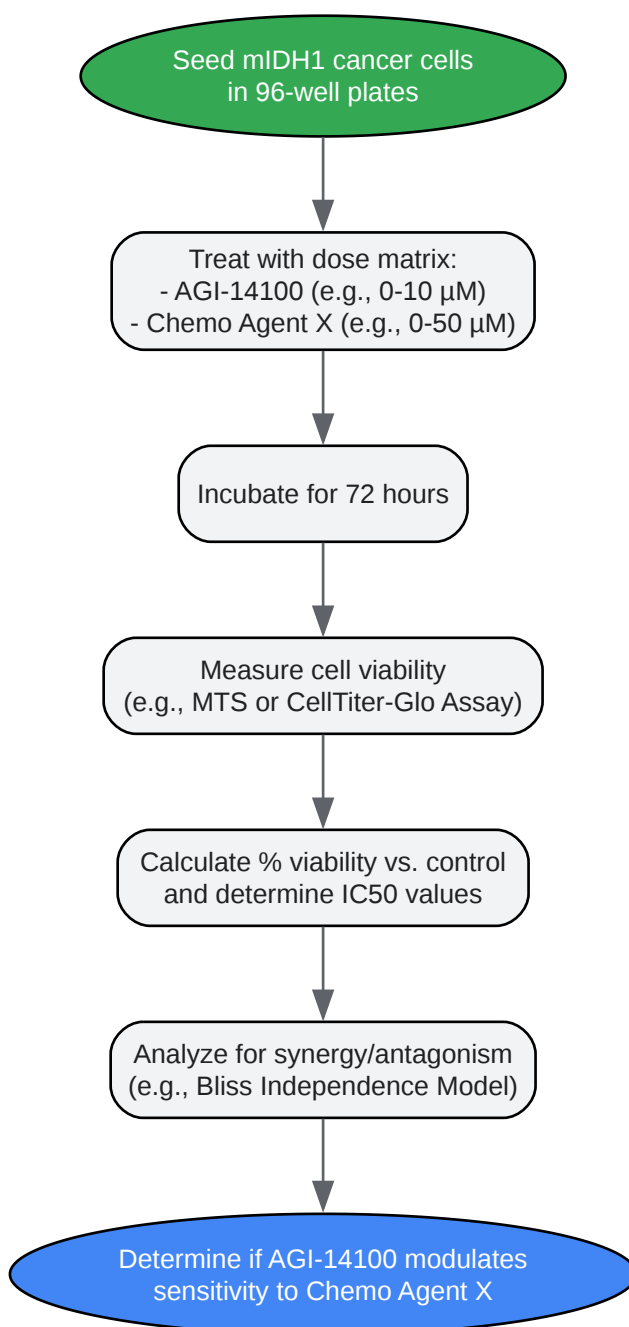 Seed mIDH1 cancer cells
in 96-well plates
Treat with dose matrix:
- AGI-14100 (e.g., 0-10 µM)
- Chemo Agent X (e.g., 0-50 µM)
Incubate for 72 hours
Measure cell viability
(e.g., MTS or CellTiter-Glo Assay)
Calculate % viability vs. control
and determine IC50 values
Analyze for synergy/antagonism
(e.g., Bliss Independence Model)
Determine if AGI-14100 modulates
sensitivity to Chemo Agent X